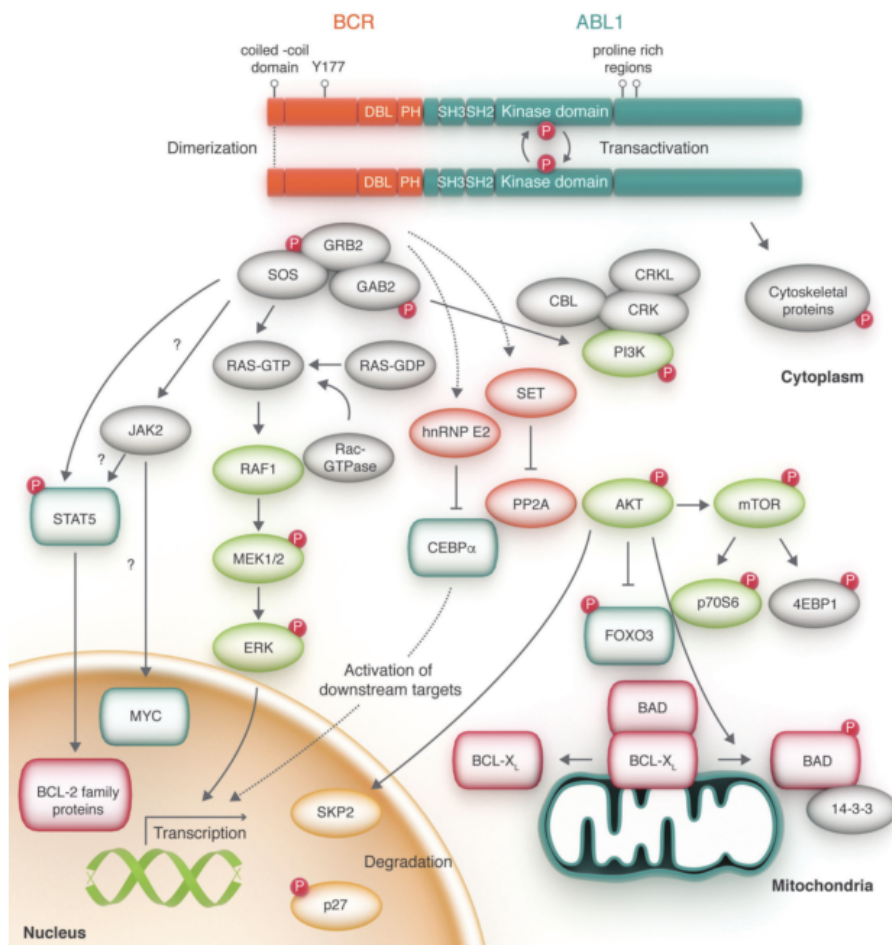 BCR
ABL1
coiled -coil
domain
Y177
proline rich
regions
DBL
PH
SH3
SH2
Kinase domain
P
Dimerization
P
Transactivation
DBL
PH
SH3
SH2
Kinase domain
P
GRB2
SOS
GAB2
P
CRKL
CBL
CRK
PI3K
P
Cytoskeletal
proteins
P
Cytoplasm
?
RAS-GTP
RAS-GDP
SET
JAK2
hnRNP E2
?
RAF1
Rac-
GTPase
P
STAT5
PP2A
AKT
P
mTOR
P
CEBPα
MEK1/2
P
?
p70S6
P
4EBP1
P
P
FOXO3
ERK
P
Activation of
downstream targets
MYC
BAD
BCL-XL
BCL-XL
BAD
P
14-3-3
BCL-2 family
proteins
SKP2
Transcription
Degradation
P
p27
Mitochondria
Nucleus